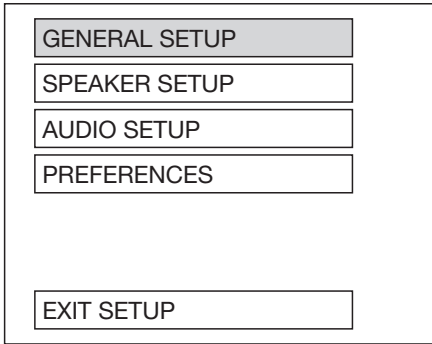 GENERAL SETUP
SPEAKER SETUP
AUDIO SETUP
PREFERENCES
EXIT SETUP